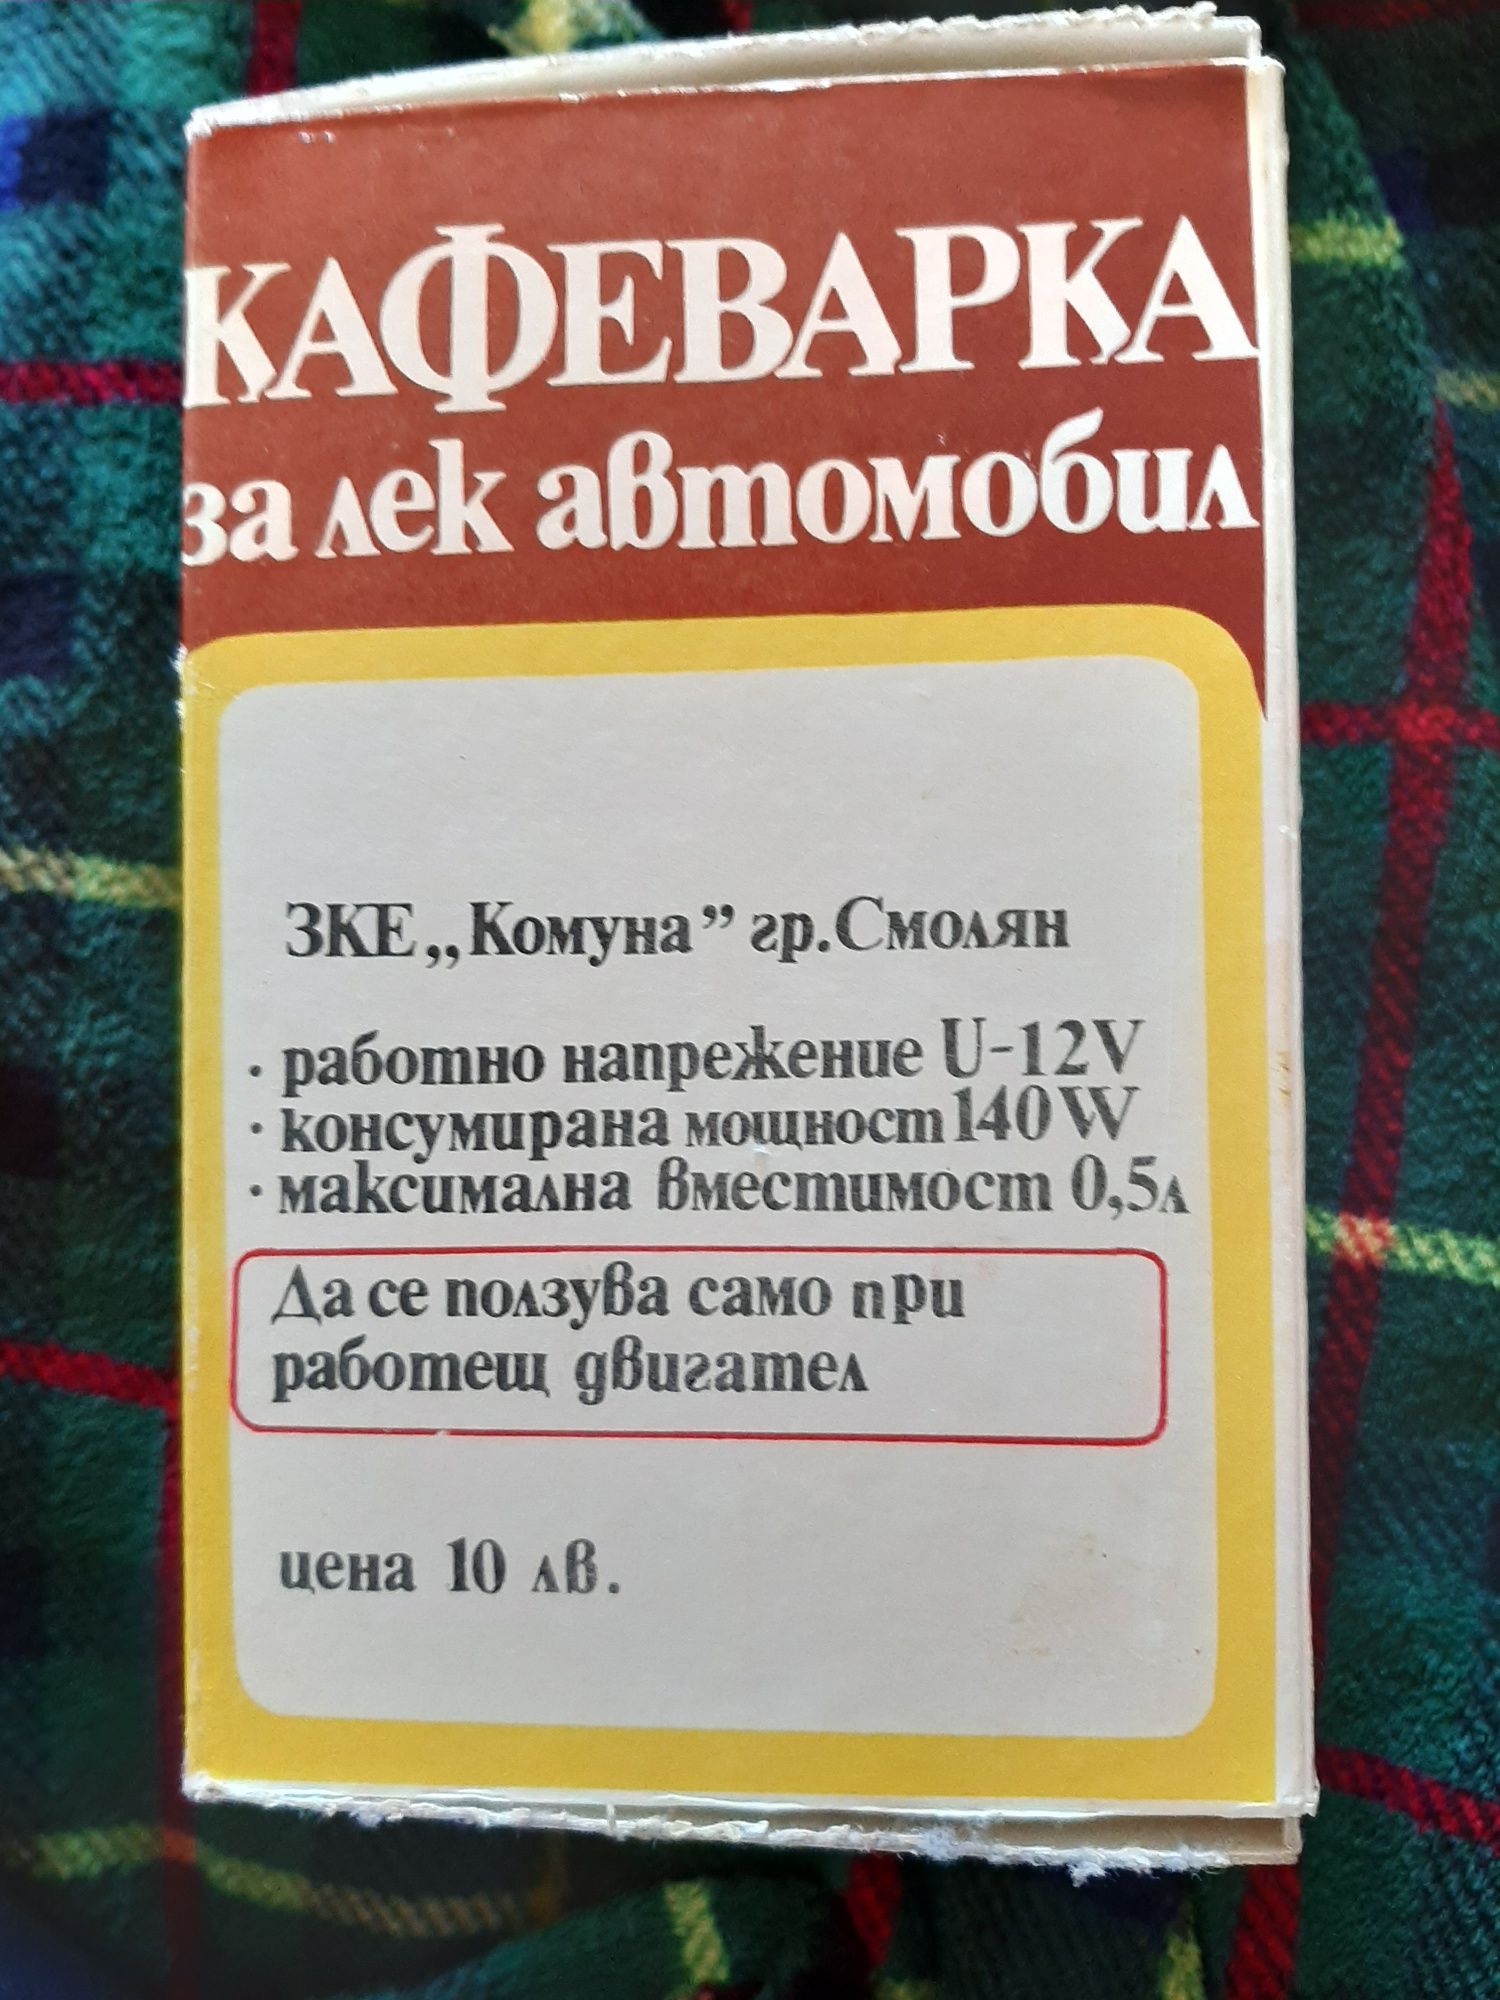 КАФЕВАРКА
за лек автомобил
ЗКЕ „Комуна” гр. Смолян
· работно напрежение U-12V
· консумирана мощност 140 W
· максимална вместимост 0,5л
Да се ползува само при
работещ двигател
цена 10 лв.